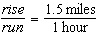 rise/run = 1.5 miles/1 hour